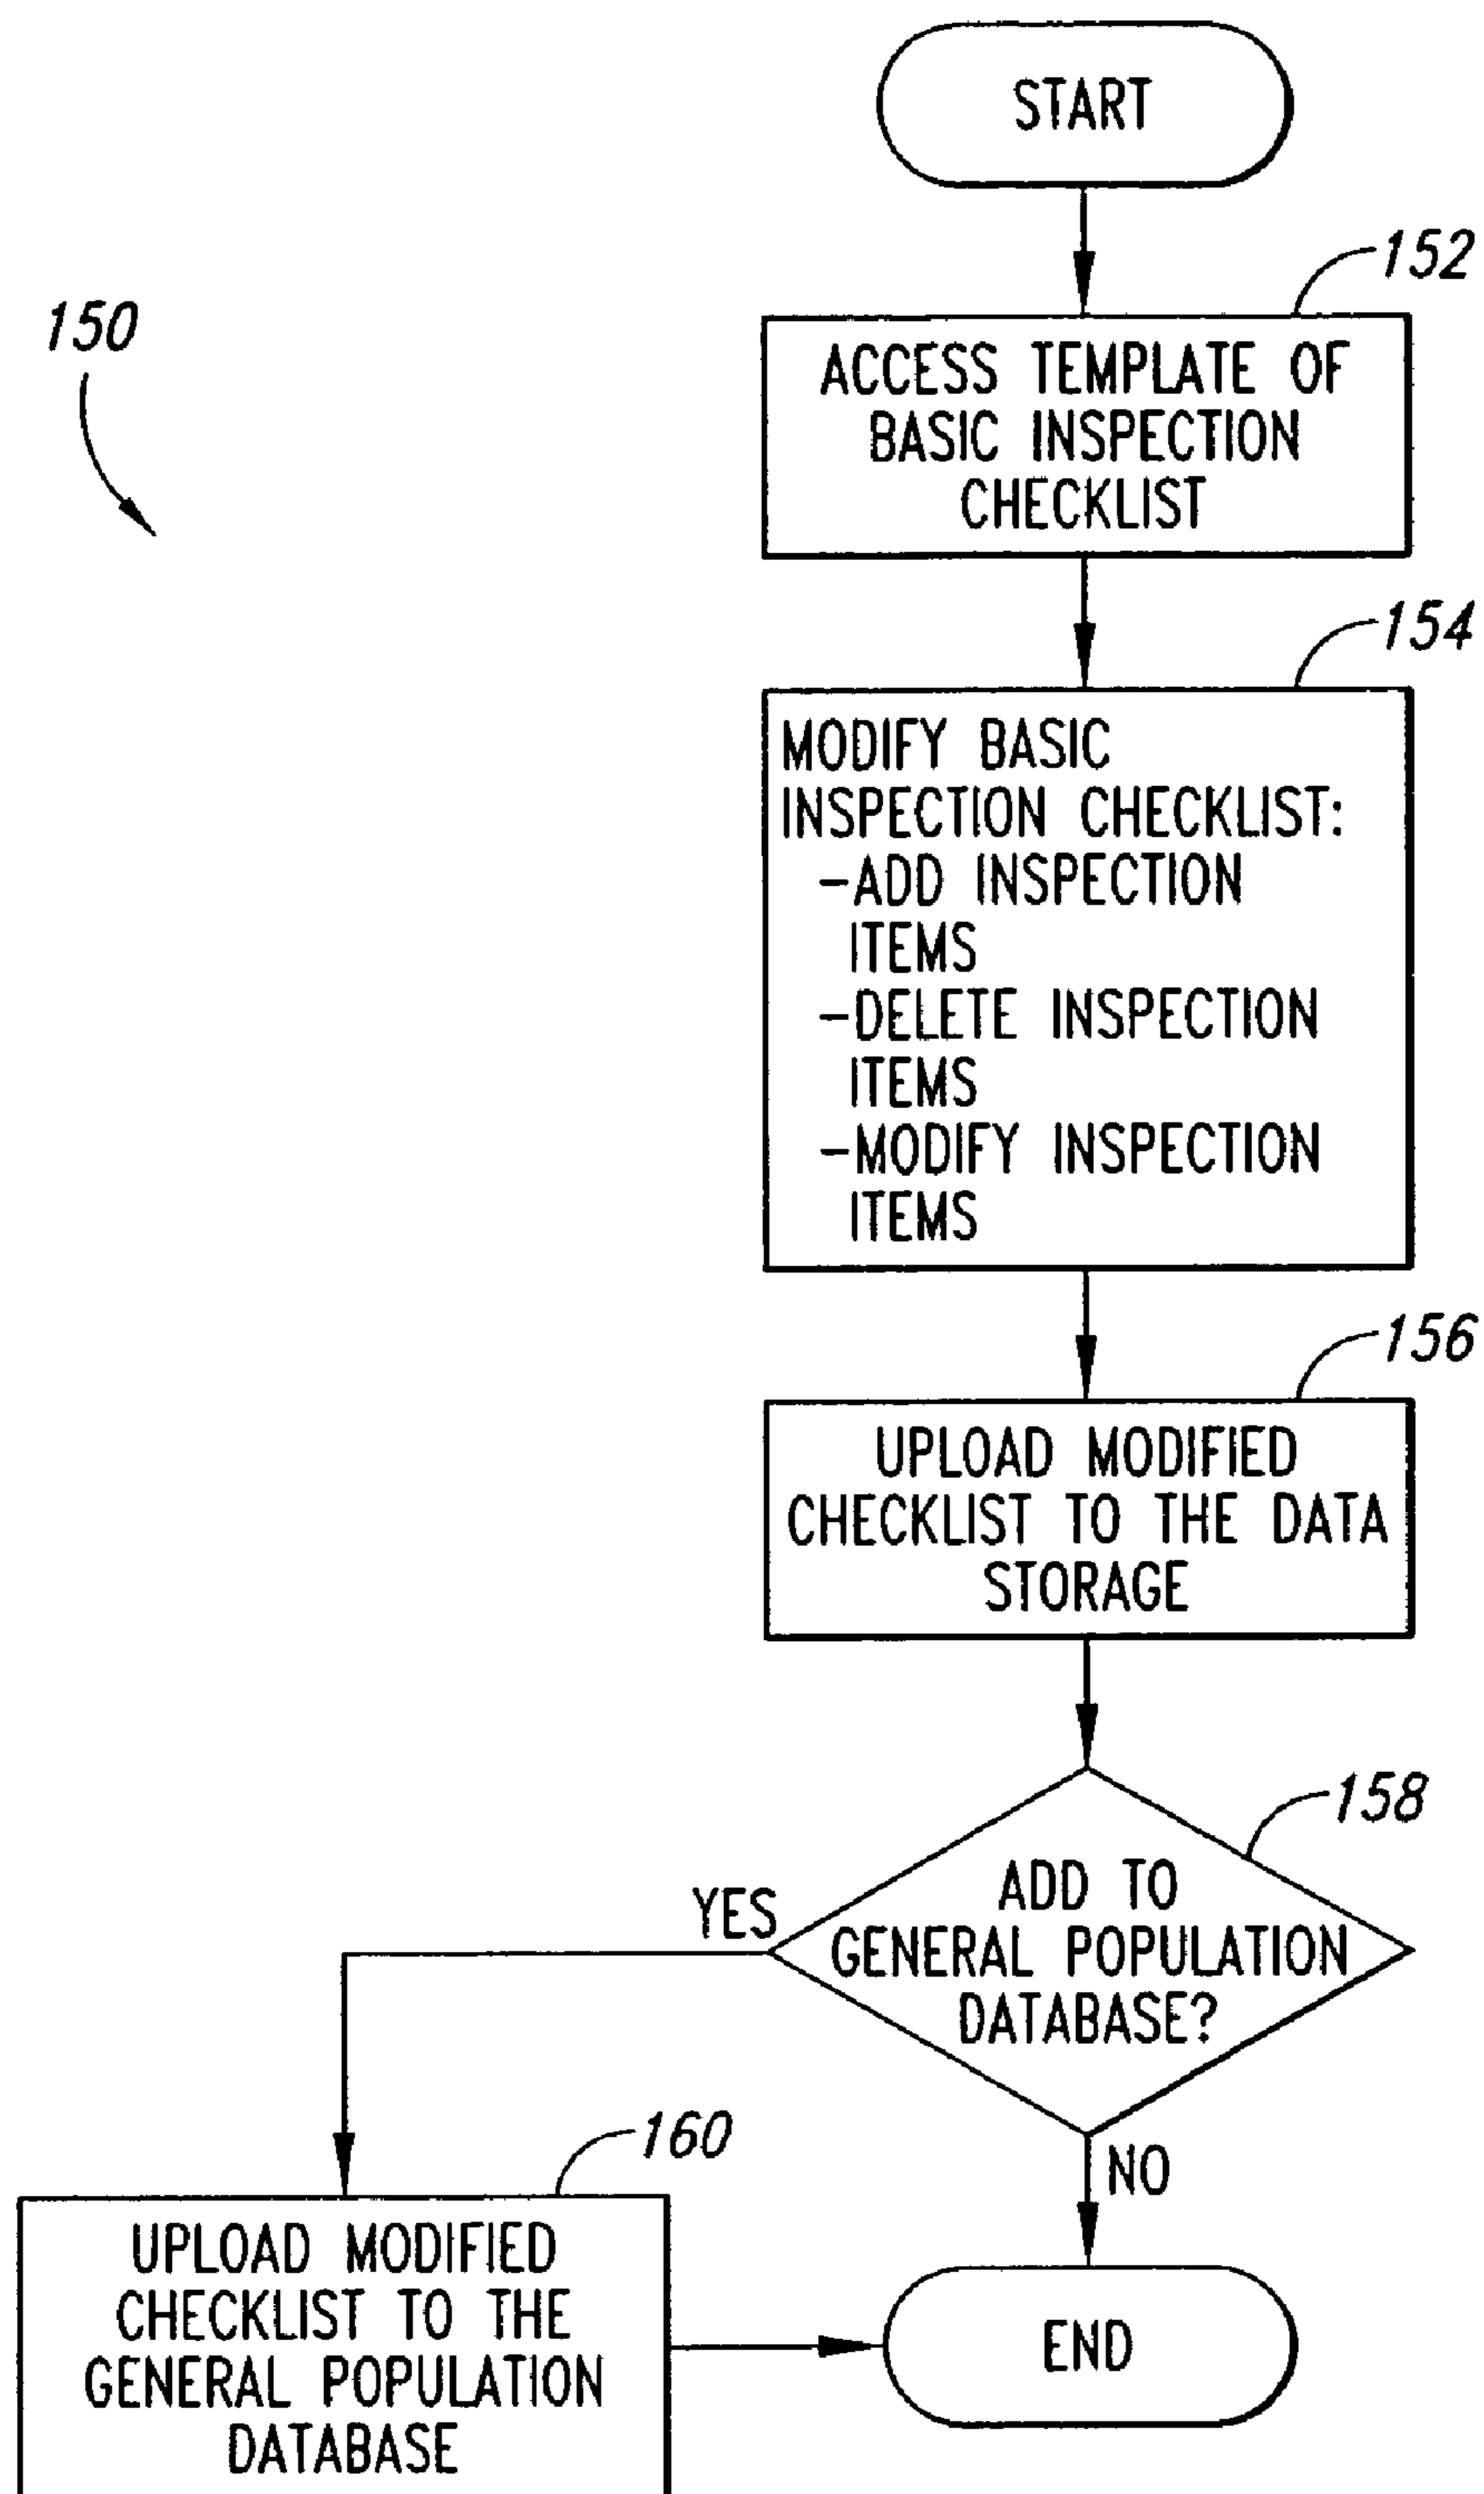 START
152
150
ACCESS TEMPLATE OF
BASIC INSPECTION
CHECKLIST
154
MODIFY BASIC
INSPECTION CHECKLIST:
-ADD INSPECTION
ITEMS
-DELETE INSPECTION
ITEMS
-MODIFY INSPECTION
ITEMS
156
UPLOAD MODIFIED
CHECKLIST TO THE DATA
STORAGE
158
ADD TO
GENERAL POPULATION
DATABASE?
YES
NO
160
UPLOAD MODIFIED
CHECKLIST TO THE
GENERAL POPULATION
DATABASE
END